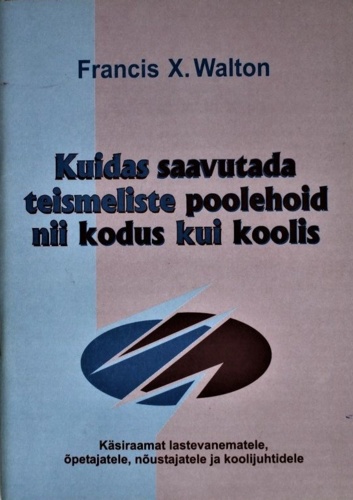 Francis X. Walton
Kuidas saavutada
teismeliste poolehoid
nii kodus kui koolis
Käsiraamat lastevanematele,
õpetajatele, nõustajatele ja koolijuhtidele